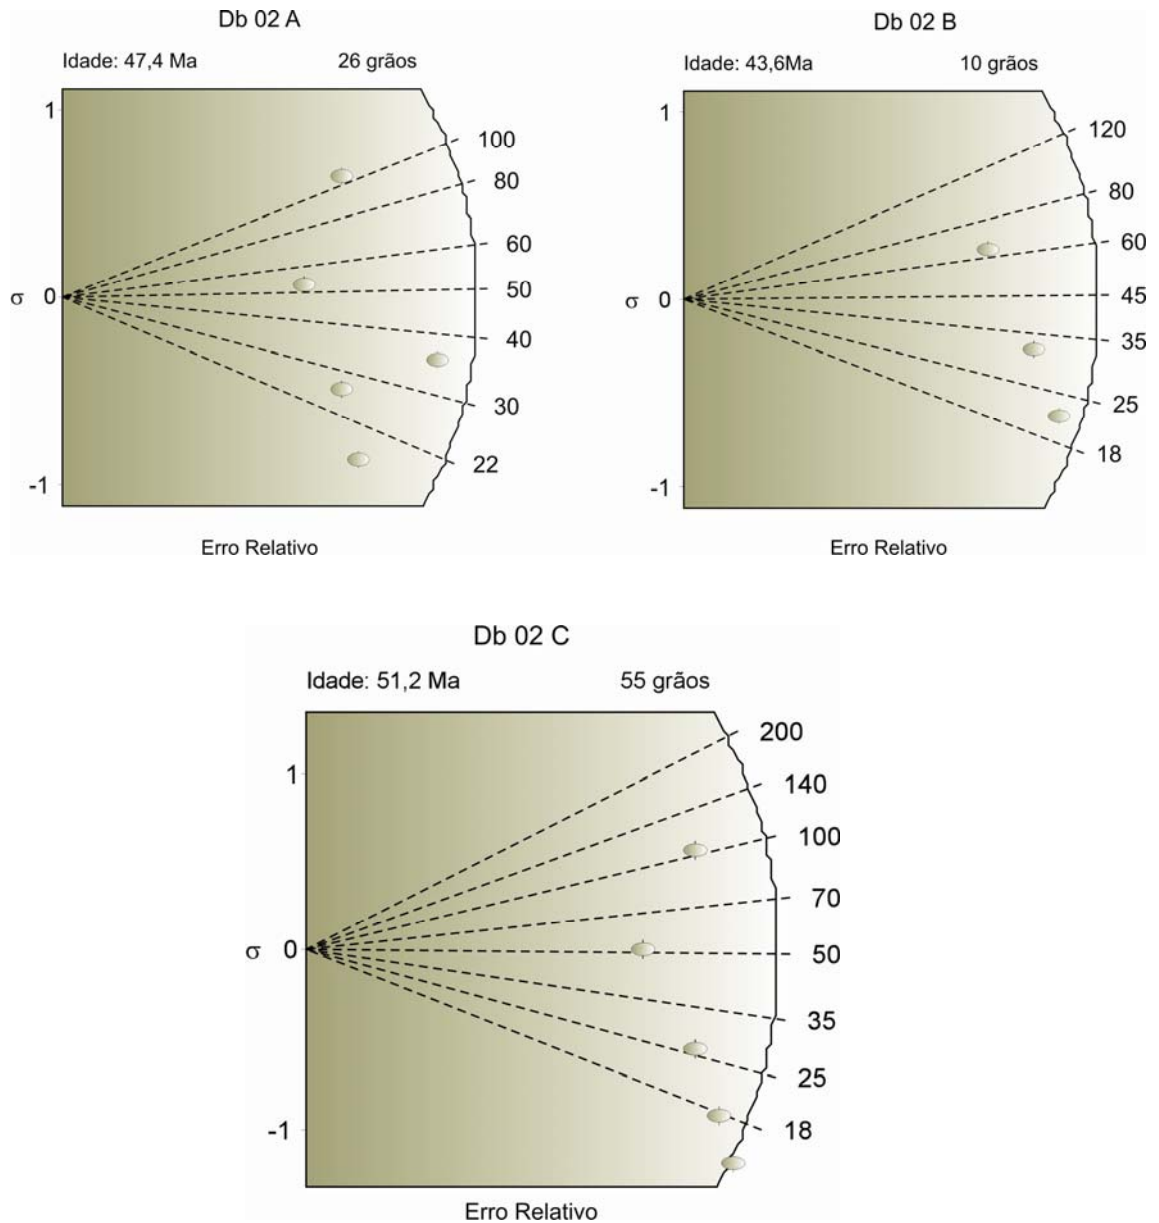 Db 02 A
Idade: 47,4 Ma 26 grãos
1
100
80
60
σ 0
50
40
30
22
-1
Erro Relativo
Db 02 B
Idade: 43,6Ma 10 grãos
1
120
80
60
σ 0
45
35
25
18
-1
Erro Relativo
Db 02 C
Idade: 51,2 Ma 55 grãos
200
1
140
100
70
σ 0
50
35
25
-1
18
Erro Relativo